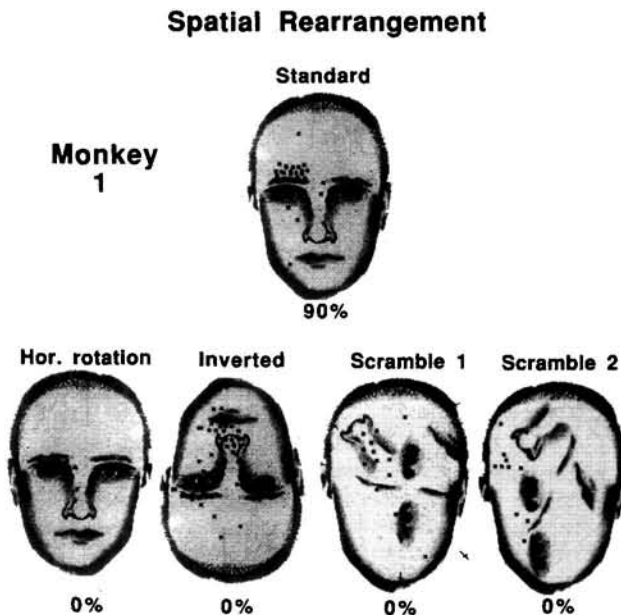 Spatial Rearrangement
Standard
Monkey
1
90%
Hor. rotation
Inverted
Scramble 1
Scramble 2
0%
0%
0%
0%